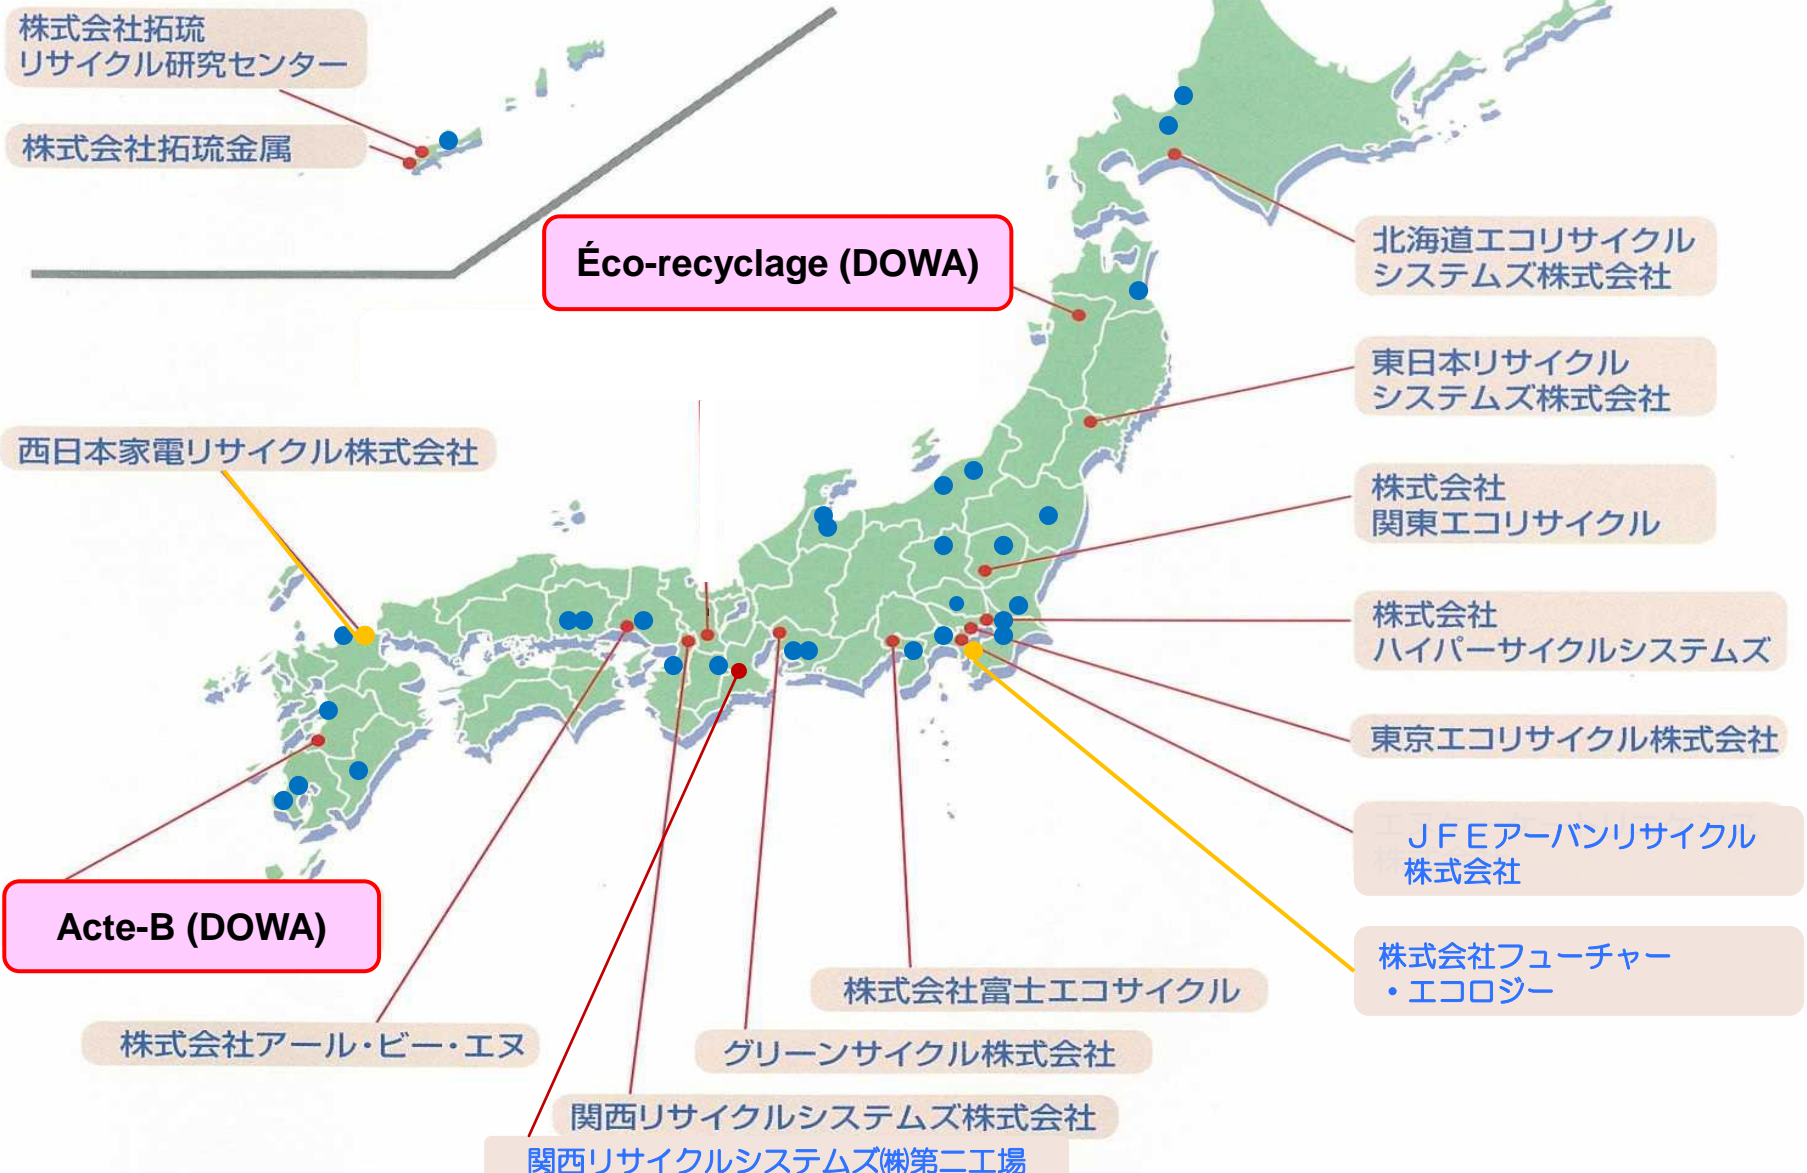 株式会社拓琉
リサイクル研究センター
株式会社拓琉金属
Éco-recyclage (DOWA)
北海道エコリサイクル
システムズ株式会社
東日本リサイクル
システムズ株式会社
西日本家電リサイクル株式会社
株式会社
関東エコリサイクル
株式会社
ハイパーサイクルシステムズ
東京エコリサイクル株式会社
ＪＦＥアーバンリサイクル
株式会社
Acte-B (DOWA)
株式会社フューチャー
・エコロジー
株式会社富士エコサイクル
株式会社アール・ビー・エヌ
グリーンサイクル株式会社
関西リサイクルシステムズ株式会社
関西リサイクルシステムズ㈱第二工場